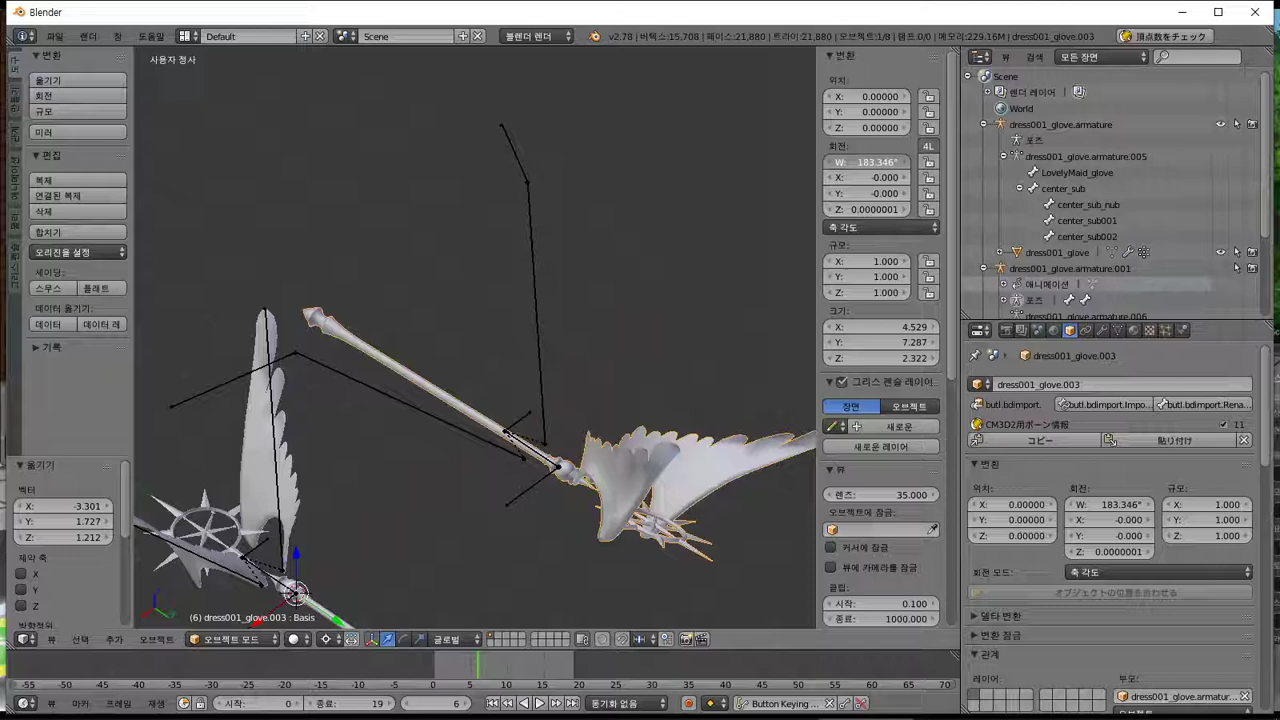 Blender
파일
렌더
창
도움말
Default
Scene
블렌더 렌더
v2.78 | 버텍스:15,708 | 페이스:21,880 | 트라이:21,880 | 오브젝트:1/8 | 램프:0/0 | 메모리:229.16M | dress001_glove.003
頂点数をチェック
변환
옮기기
회전
규모
미러
편집
복제
연결된 복제
삭제
합치기
오리진을 설정
셰이딩:
스무스
플래트
데이터 옮기기:
데이터
데이터 레
기록
옮기기
벡터
X: -3.301
Y: 1.727
Z: 1.212
제약 축
X
Y
Z
사용자 정사
(6) dress001_glove.003 : Basis
변환
위치:
X: 0.00000
Y: 0.00000
Z: 0.00000
회전:
4L
W: 183.346°
X: -0.000
Y: -0.000
Z: 0.0000001
축 각도
규모:
X: 1.000
Y: 1.000
Z: 1.000
크기:
X: 4.529
Y: 7.287
Z: 2.322
그리스 펜슬 레이어
장면
오브젝트
새로운
새로운 레이어
뷰
렌즈: 35.000
오브젝트에 잠금:
커서에 잠금
뷰에 카메라를 잠금
클립:
시작: 0.100
종료: 1000.000
뷰
선택
추가
오브젝트
오브젝트 모드
글로벌
-55 -50 -45 -40 -35 -30 -25 -20 -15 -10 -5 0 5 10 15 20 25 30 35 40 45 50 55 60 65 70
뷰
마커
프레임
재생
시작: 0
종료: 19
6
동기화 없음
Button Keying ...
뷰
검색
모든 장면
Scene
렌더 레이어
World
dress001_glove.armature
포즈
dress001_glove.armature.005
LovelyMaid_glove
center_sub
center_sub_nub
center_sub001
center_sub002
dress001_glove
dress001_glove.armature.001
애니메이션
포즈
dress001_glove.armature.006
dress001_glove.003
dress001_glove.003
butl.bdimport.
butl.bdimport.Impo...
butl.bdimport.Rena...
CM3D2用ボーン情報
11
コピー
貼り付け
변환
위치:
회전:
규모:
X: 0.00000
W: 183.346°
X: 1.000
Y: 0.00000
X: -0.000
Y: 1.000
Z: 0.00000
Y: -0.000
Z: 1.000
Z: 0.0000001
회전 모드:
축 각도
オブジェクトの位置を合わせる
델타 변환
변환 잠금
관계
레이어:
부모:
dress001_glove.armatur...